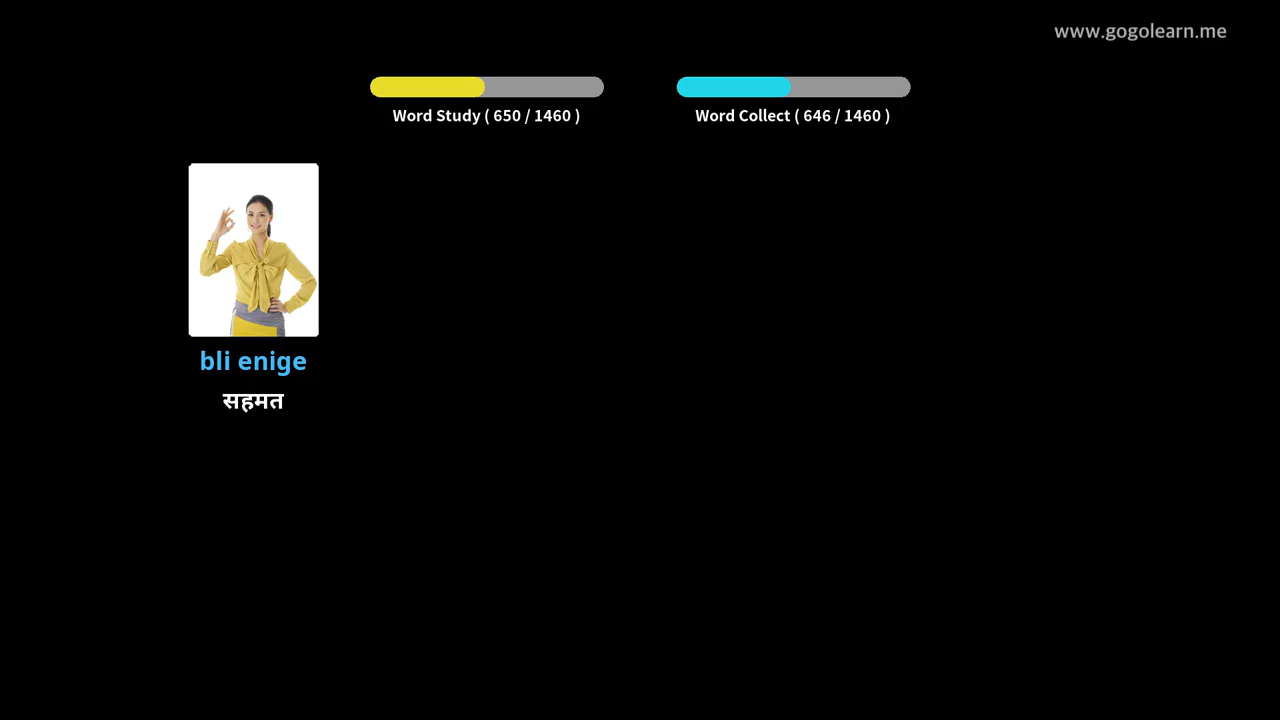 www.gogolearn.me
Word Study ( 650 / 1460 )
Word Collect ( 646 / 1460 )
bli enige
सहमत